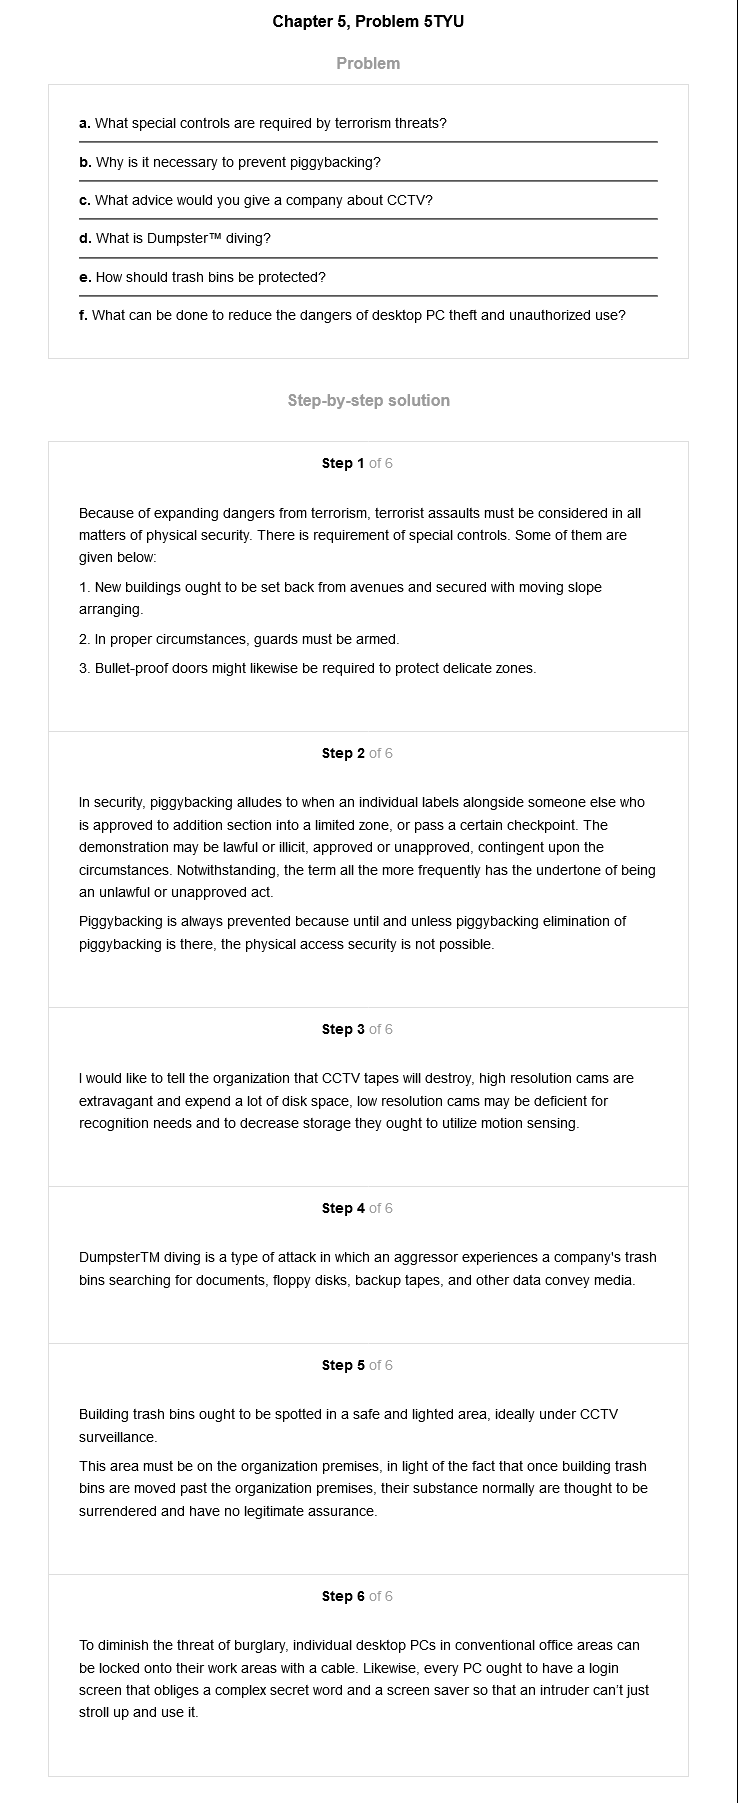 Chapter 5, Problem 5TYU
Problem
a. What special controls are required by terrorism threats?
b. Why is it necessary to prevent piggybacking?
c. What advice would you give a company about CCTV?
d. What is Dumpster™ diving?
e. How should trash bins be protected?
f. What can be done to reduce the dangers of desktop PC theft and unauthorized use?
Step-by-step solution
Step 1 of 6
Because of expanding dangers from terrorism, terrorist assaults must be considered in all
matters of physical security. There is requirement of special controls. Some of them are
given below:
1. New buildings ought to be set back from avenues and secured with moving slope
arranging.
2. In proper circumstances, guards must be armed.
3. Bullet-proof doors might likewise be required to protect delicate zones.
Step 2 of 6
In security, piggybacking alludes to when an individual labels alongside someone else who
is approved to addition section into a limited zone, or pass a certain checkpoint. The
demonstration may be lawful or illicit, approved or unapproved, contingent upon the
circumstances. Notwithstanding, the term all the more frequently has the undertone of being
an unlawful or unapproved act.
Piggybacking is always prevented because until and unless piggybacking elimination of
piggybacking is there, the physical access security is not possible.
Step 3 of 6
I would like to tell the organization that CCTV tapes will destroy, high resolution cams are
extravagant and expend a lot of disk space, low resolution cams may be deficient for
recognition needs and to decrease storage they ought to utilize motion sensing.
Step 4 of 6
DumpsterTM diving is a type of attack in which an aggressor experiences a company's trash
bins searching for documents, floppy disks, backup tapes, and other data convey media.
Step 5 of 6
Building trash bins ought to be spotted in a safe and lighted area, ideally under CCTV
surveillance.
This area must be on the organization premises, in light of the fact that once building trash
bins are moved past the organization premises, their substance normally are thought to be
surrendered and have no legitimate assurance.
Step 6 of 6
To diminish the threat of burglary, individual desktop PCs in conventional office areas can
be locked onto their work areas with a cable. Likewise, every PC ought to have a login
screen that obliges a complex secret word and a screen saver so that an intruder can't just
stroll up and use it.